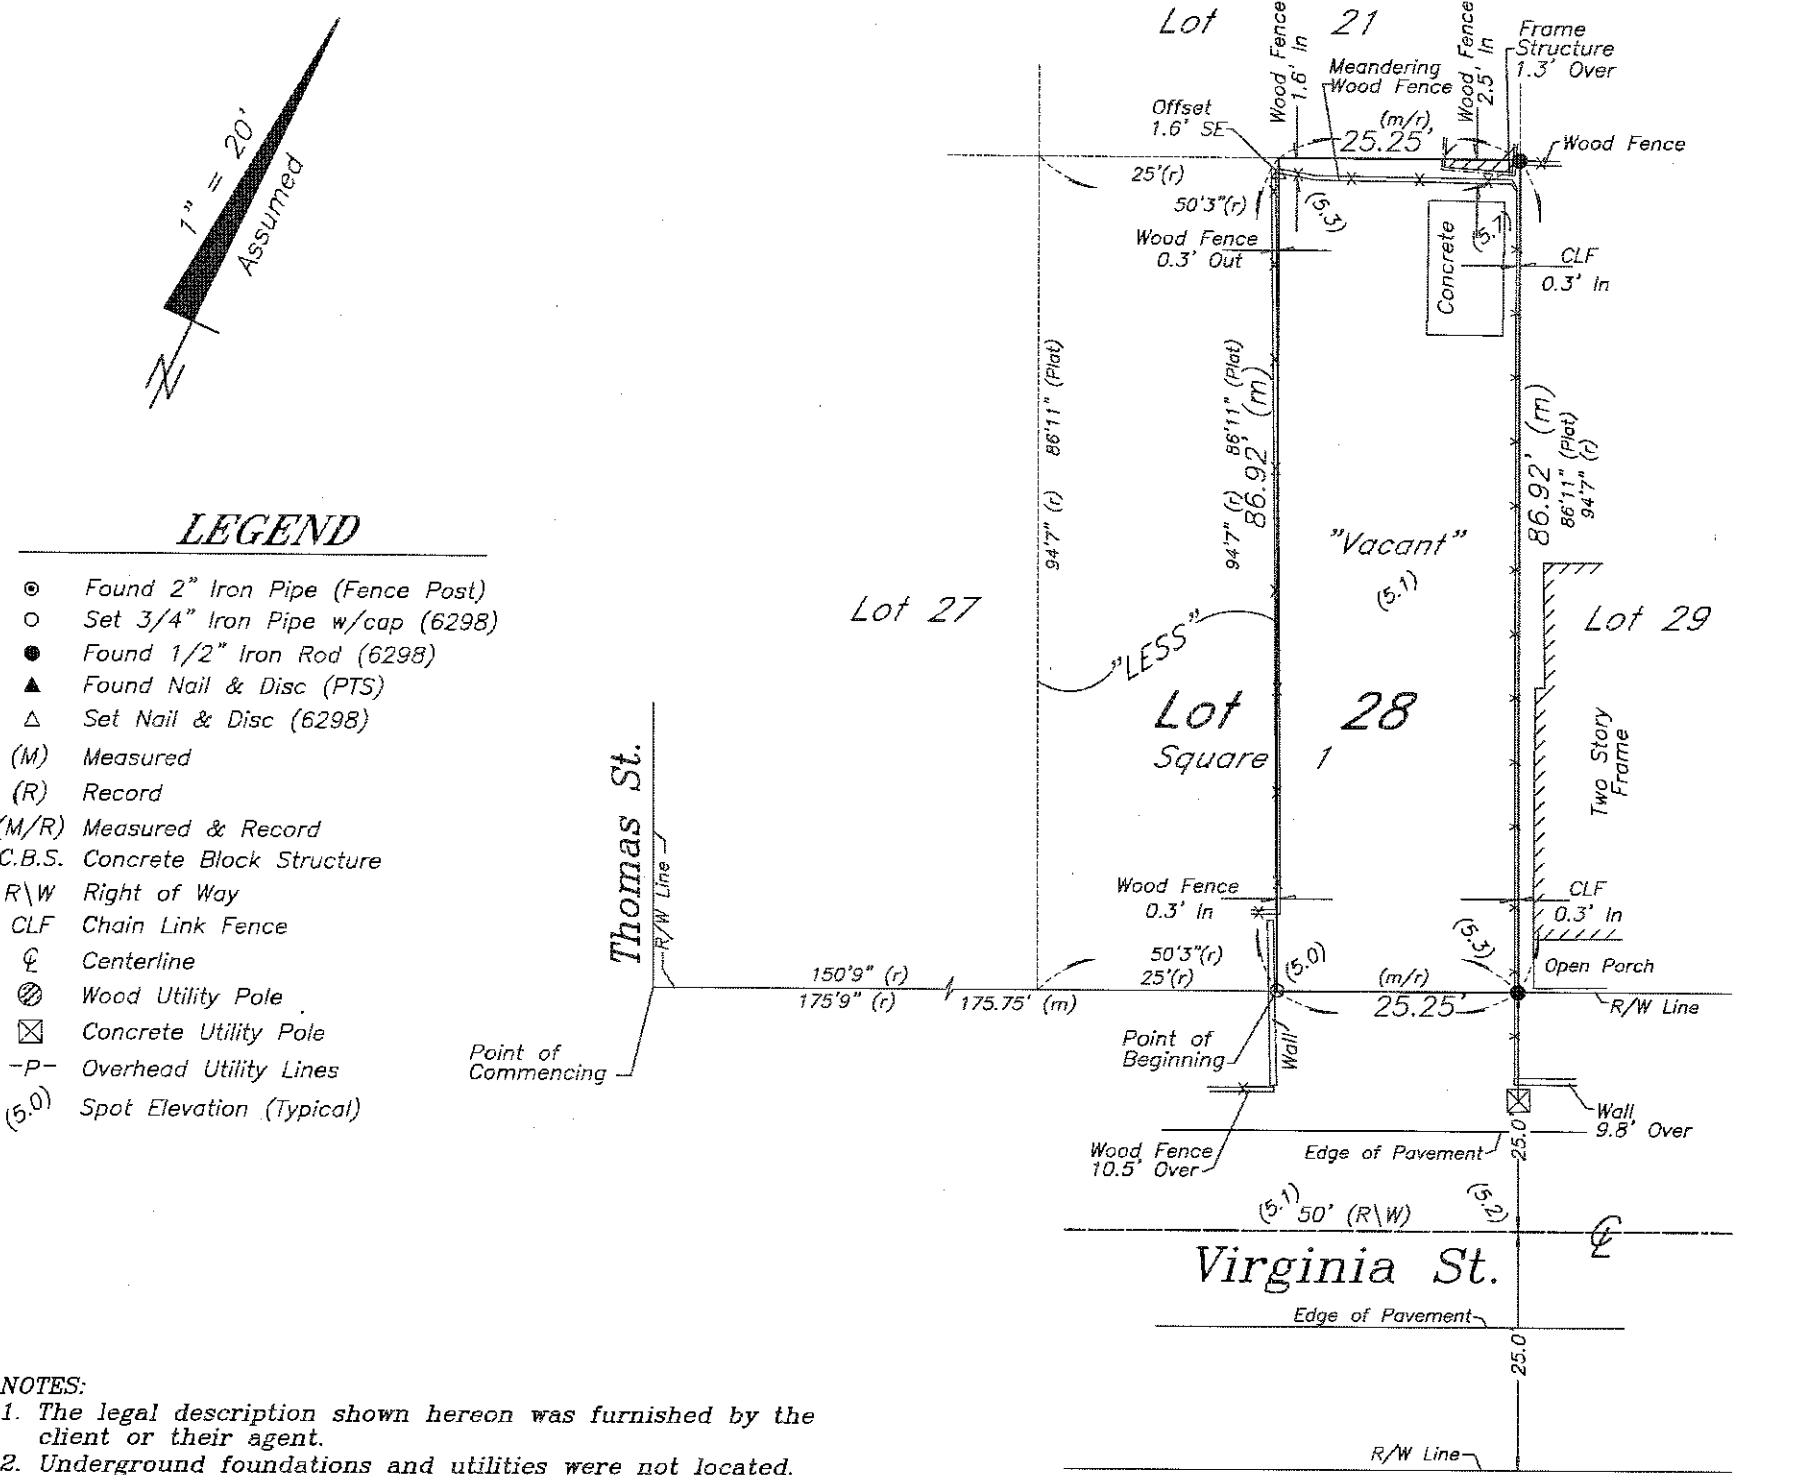 Lot 21
Wood Fence
1.6' In
Wood Fence
2.5' In
Frame
Structure
1.3' Over
Meandering
Wood Fence
Offset
1.6' SE
(m/r)
25.25'
Wood Fence
25'(r)
50'3"(r)
(5.3)
Wood Fence
0.3' Out
Concrete
CLF
0.3' In
1" = 20'
Assumed
N
86'11" (Plat)
94'7" (r)
86'11" (Plat)
94'7" (r)
86.92' (m)
86.92' (m)
86'11" (Plat)
94'7" (r)
"Vacant"
(5.1)
Lot 27
Lot 29
"LESS"
Lot 28
Square 1
Two Story
Frame
LEGEND
Found 2" Iron Pipe (Fence Post)
Set 3/4" Iron Pipe w/cap (6298)
Found 1/2" Iron Rod (6298)
Found Nail & Disc (PTS)
Set Nail & Disc (6298)
(M) Measured
(R) Record
(M/R) Measured & Record
C.B.S. Concrete Block Structure
R\W Right of Way
CLF Chain Link Fence
℄ Centerline
Wood Utility Pole
Concrete Utility Pole
-P- Overhead Utility Lines
(5.0) Spot Elevation (Typical)
Thomas St.
R/W Line
Wood Fence
0.3' In
CLF
0.3' In
50'3"(r)
25'(r)
(5.0)
(5.3)
(m/r)
25.25'
Open Porch
R/W Line
150'9" (r)
175'9" (r)
175.75' (m)
Point of
Commencing
Point of
Beginning
Wall
Wall
9.8' Over
Wood Fence
10.5' Over
Edge of Pavement
25.0'
(5.1)
50' (R\W)
(5.2)
℄
Virginia St.
Edge of Pavement
25.0'
R/W Line
NOTES:
1. The legal description shown hereon was furnished by the
client or their agent.
2. Underground foundations and utilities were not located.